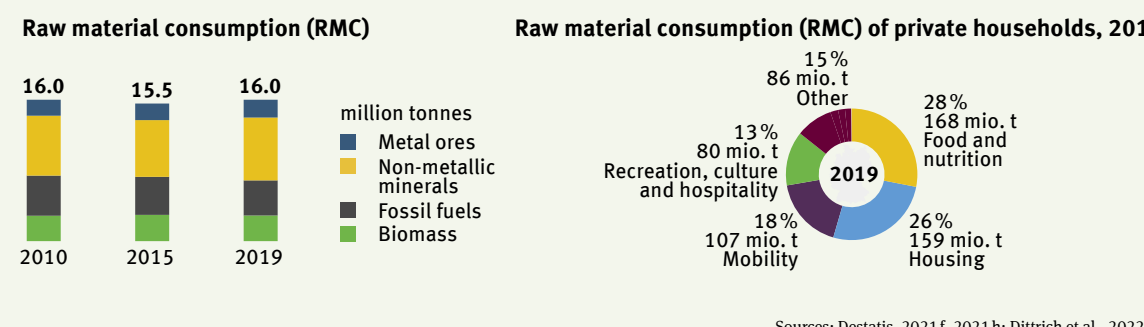 Raw material consumption (RMC)
16.0
15.5
16.0
2010
2015
2019
million tonnes
Metal ores
Non-metallic
minerals
Fossil fuels
Biomass
Raw material consumption (RMC) of private households, 201
15 %
86 mio. t
Other
28 %
168 mio. t
Food and
nutrition
13 %
80 mio. t
Recreation, culture
and hospitality
2019
18 %
107 mio. t
Mobility
26 %
159 mio. t
Housing